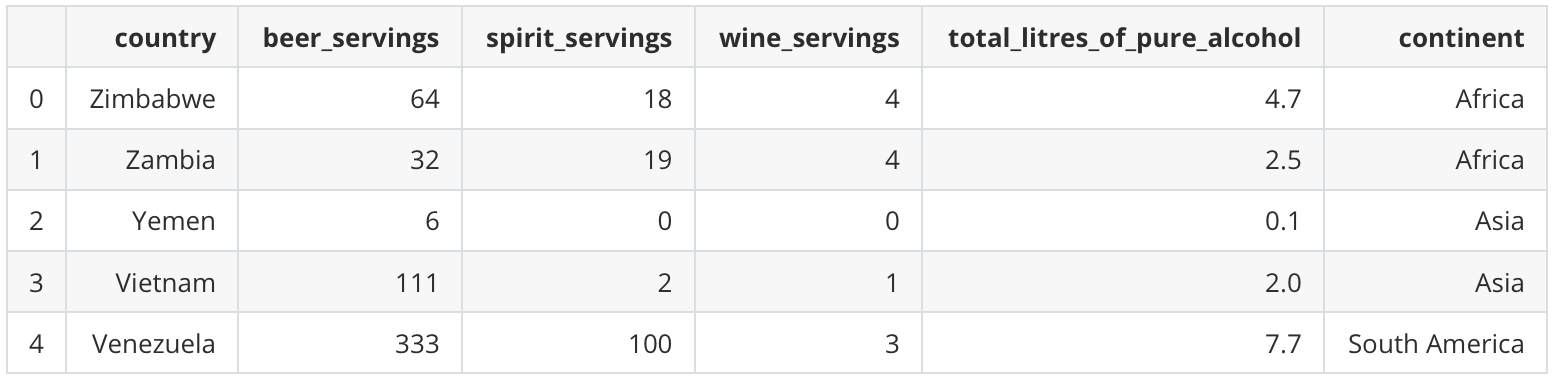 country beer_servings spirit_servings wine_servings total_litres_of_pure_alcohol continent
0 Zimbabwe 64 18 4 4.7 Africa
1 Zambia 32 19 4 2.5 Africa
2 Yemen 6 0 0 0.1 Asia
3 Vietnam 111 2 1 2.0 Asia
4 Venezuela 333 100 3 7.7 South America